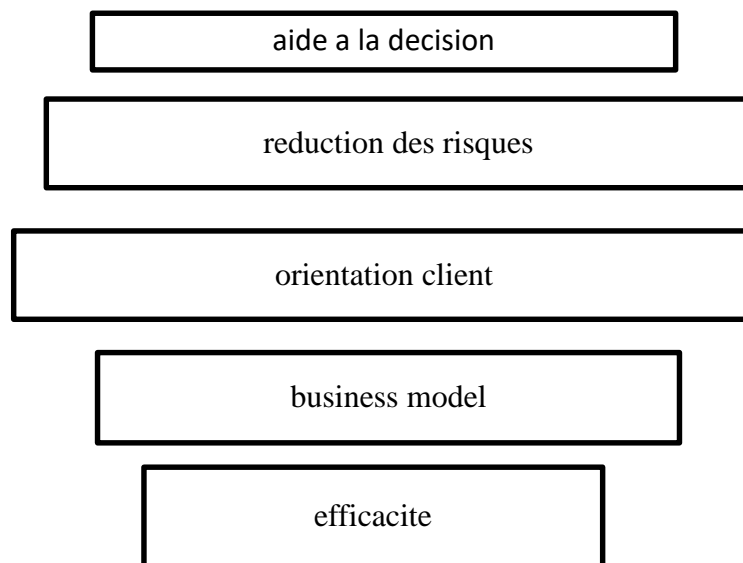 aide a la decision
reduction des risques
orientation client
business model
efficacite